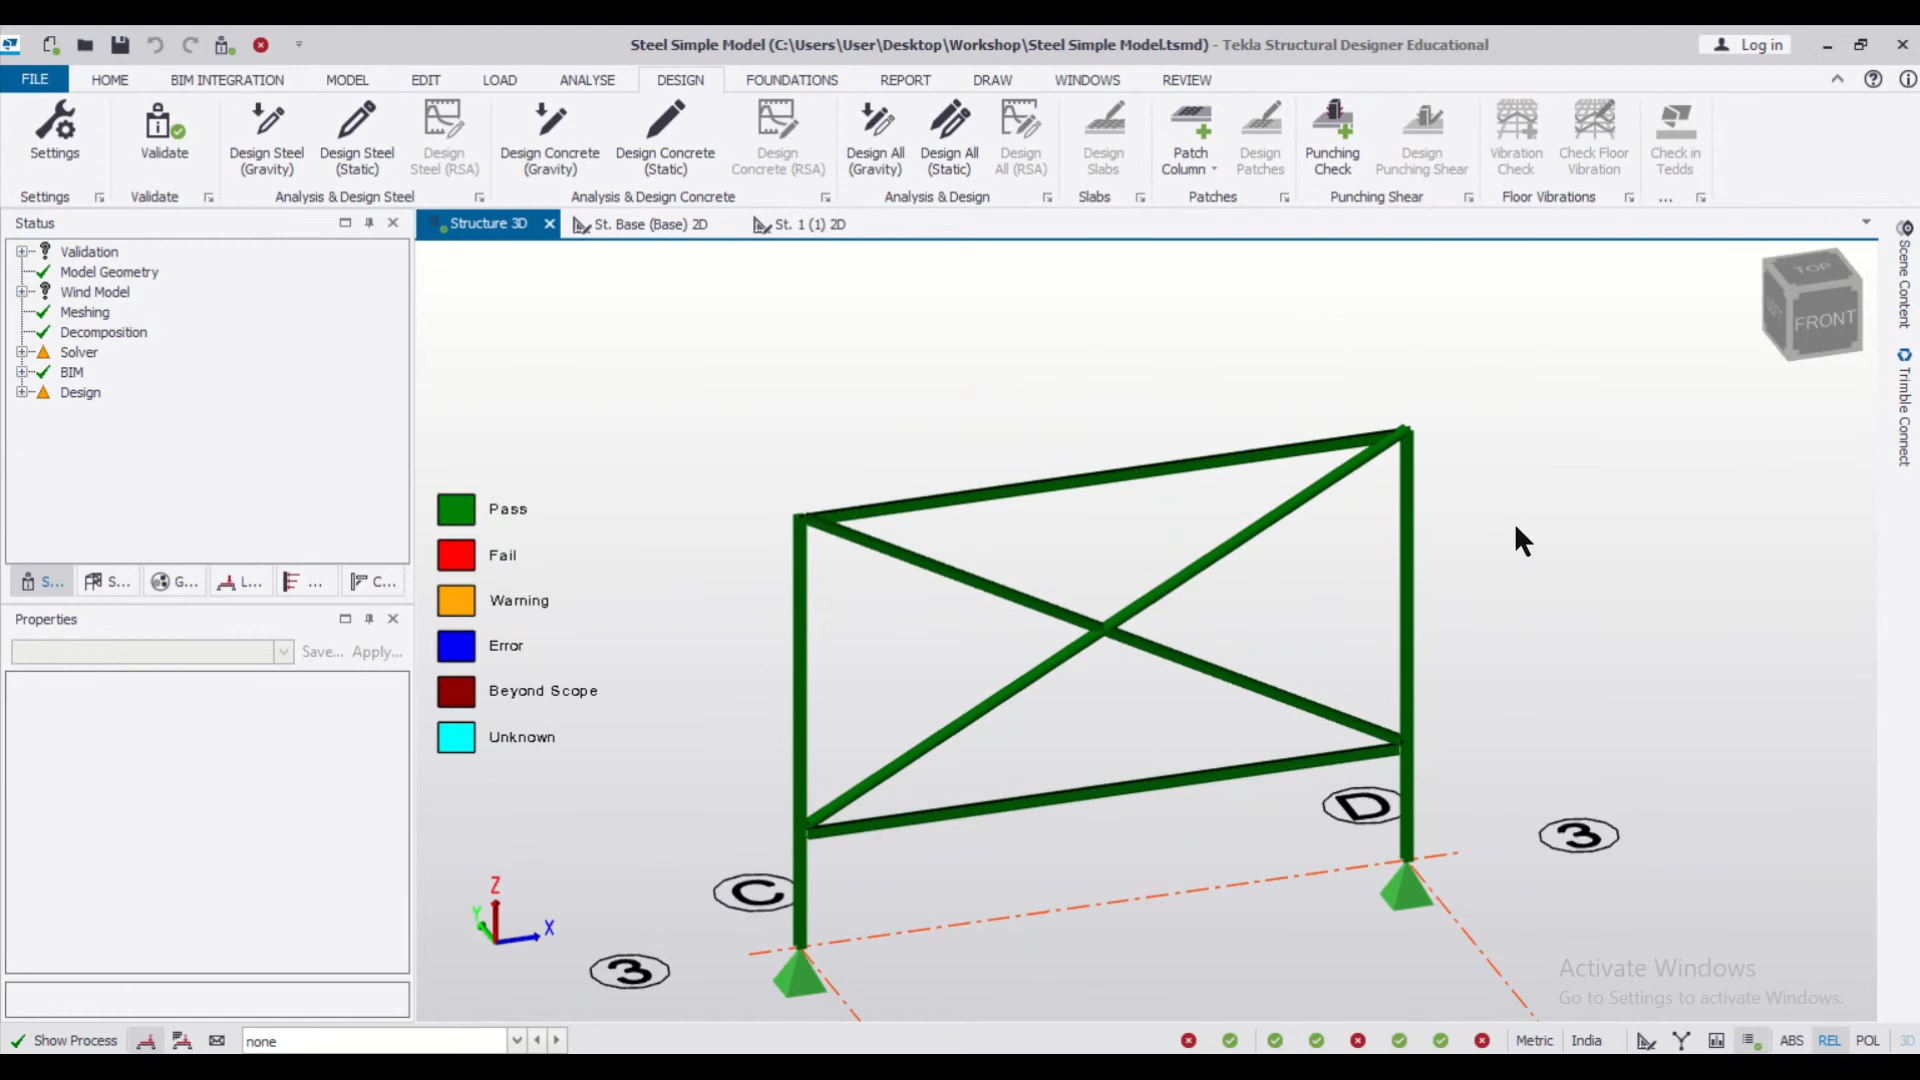 Steel Simple Model (C:\Users\User\Desktop\Workshop\Steel Simple Model.tsmd) - Tekla Structural Designer Educational
Log in
FILE HOME BIM INTEGRATION MODEL EDIT LOAD ANALYSE DESIGN FOUNDATIONS REPORT DRAW WINDOWS REVIEW
Settings
Validate
Design Steel (Gravity)
Design Steel (Static)
Design Steel (RSA)
Design Concrete (Gravity)
Design Concrete (Static)
Design Concrete (RSA)
Design All (Gravity)
Design All (Static)
Design All (RSA)
Design Slabs
Patch Column
Design Patches
Punching Check
Design Punching Shear
Vibration Check
Check Floor Vibration
Check in Tedds
Settings Validate Analysis & Design Steel Analysis & Design Concrete Analysis & Design Slabs Patches Punching Shear Floor Vibrations ...
Status
Structure 3D
St. Base (Base) 2D
St. 1 (1) 2D
Validation
Model Geometry
Wind Model
Meshing
Decomposition
Solver
BIM
Design
S... S... G... L... ... C...
Properties
Save... Apply...
Pass
Fail
Warning
Error
Beyond Scope
Unknown
TOP
LEFT
FRONT
Scene Content
Trimble Connect
D
3
C
3
Z
Y
X
Activate Windows
Go to Settings to activate Windows.
Show Process
none
Metric India
ABS REL POL 3D